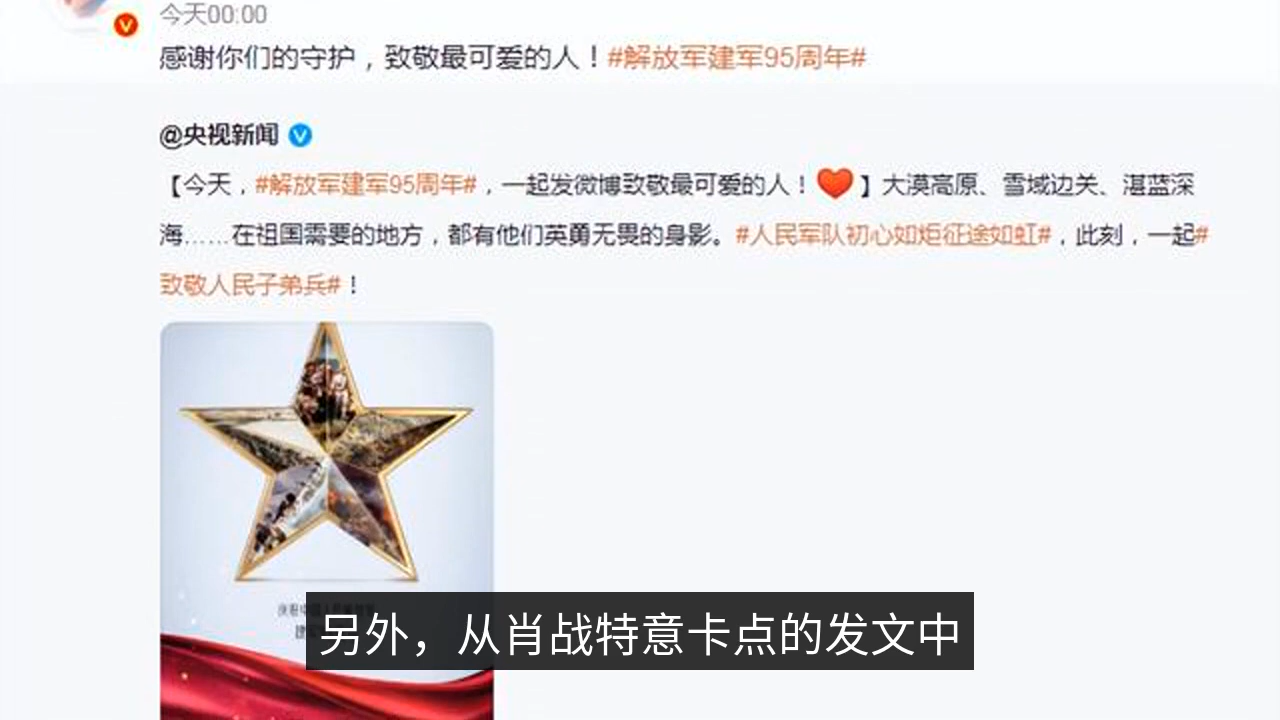 今天00:00
感谢你们的守护，致敬最可爱的人！#解放军建军95周年#
@央视新闻
【今天，#解放军建军95周年#，一起发微博致敬最可爱的人！❤】大漠高原、雪域边关、湛蓝深
海……在祖国需要的地方，都有他们英勇无畏的身影。#人民军队初心如炬征途如虹#，此刻，一起#
致敬人民子弟兵#！
另外，从肖战特意卡点的发文中